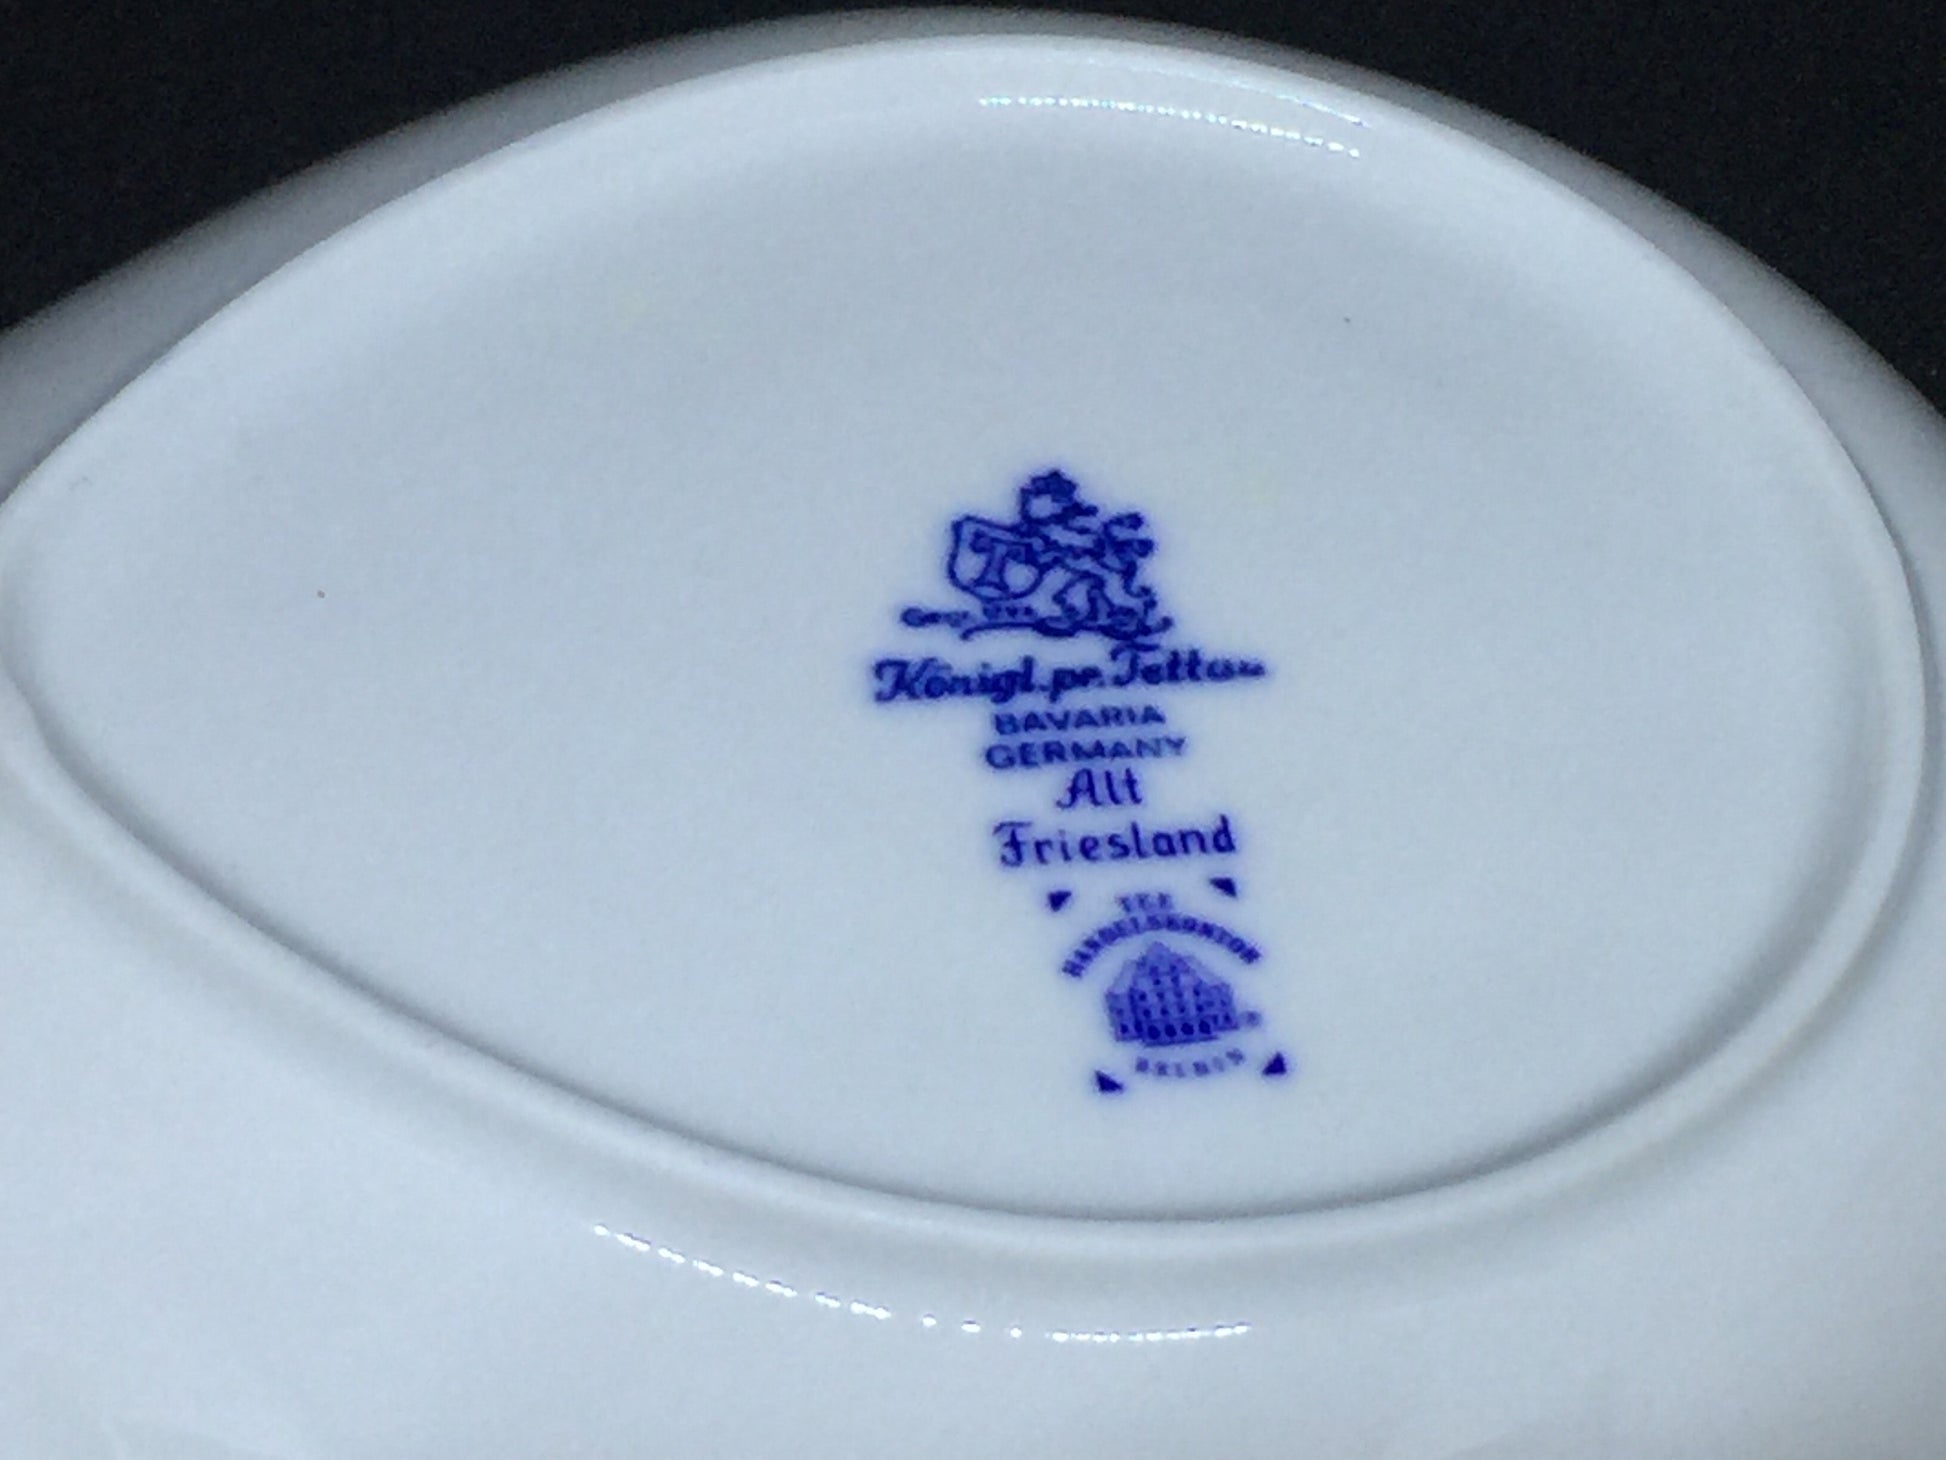 T
Königl.pr.Tettau
BAVARIA
GERMANY
Alt
Friesland
TEE
HANDELSKONTOR
BREMEN